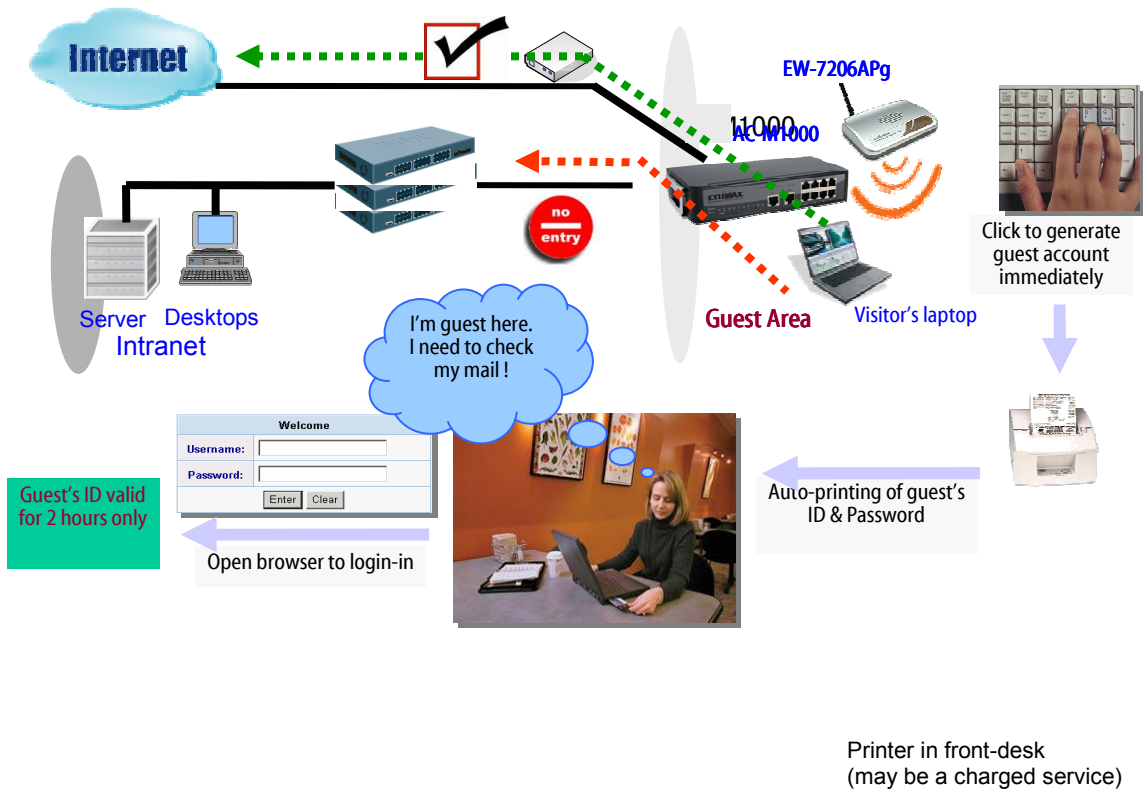 Internet
EW-7206APg
M1000
AC-M1000
EDIMAX
no
entry
Click to generate
guest account
immediately
Server
Desktops
Intranet
Guest Area
Visitor's laptop
I'm guest here.
I need to check
my mail !
Welcome
Username:
Password:
Enter Clear
Guest's ID valid
for 2 hours only
Open browser to login-in
Auto-printing of guest's
ID & Password
Printer in front-desk
(may be a charged service)